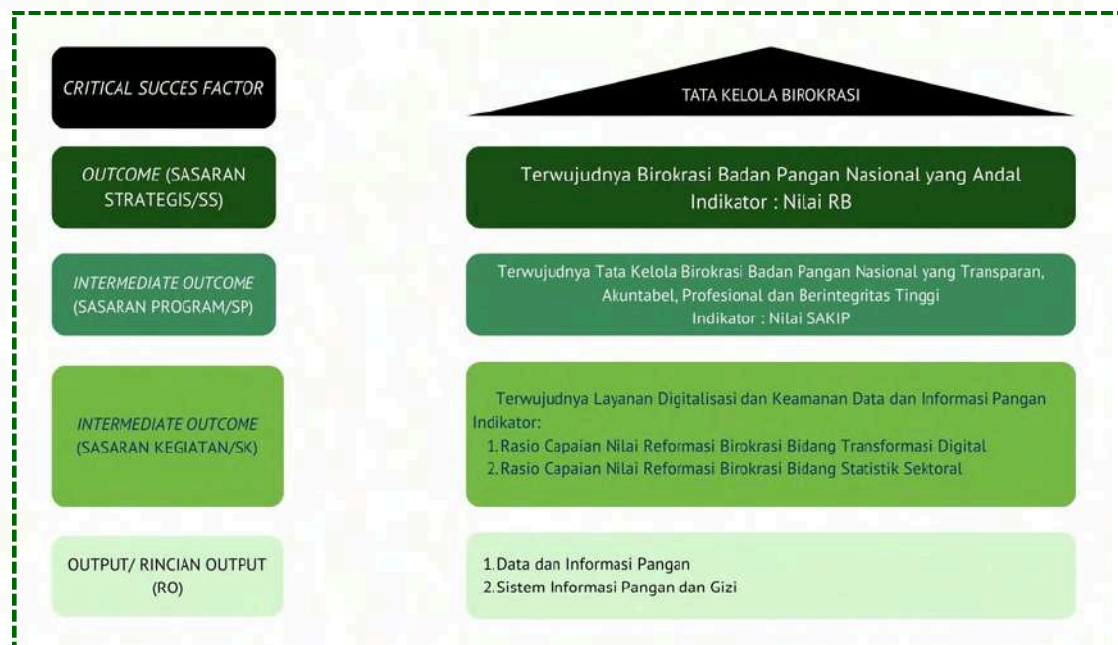 CRITICAL SUCCES FACTOR
TATA KELOLA BIROKRASI
OUTCOME (SASARAN
STRATEGIS/SS)
Terwujudnya Birokrasi Badan Pangan Nasional yang Andal
Indikator : Nilai RB
INTERMEDIATE OUTCOME
(SASARAN PROGRAM/SP)
Terwujudnya Tata Kelola Birokrasi Badan Pangan Nasional yang Transparan,
Akuntabel, Profesional dan Berintegritas Tinggi
Indikator : Nilai SAKIP
INTERMEDIATE OUTCOME
(SASARAN KEGIATAN/SK)
Terwujudnya Layanan Digitalisasi dan Keamanan Data dan Informasi Pangan
Indikator:
1.Rasio Capaian Nilai Reformasi Birokrasi Bidang Transformasi Digital
2.Rasio Capaian Nilai Reformasi Birokrasi Bidang Statistik Sektoral
OUTPUT/ RINCIAN OUTPUT
(RO)
1.Data dan Informasi Pangan
2.Sistem Informasi Pangan dan Gizi